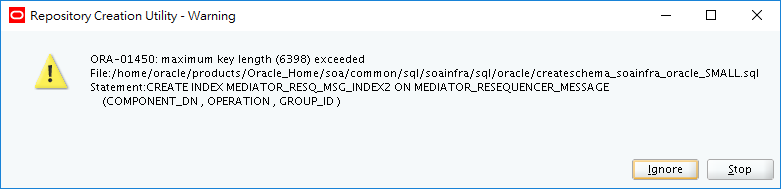 Repository Creation Utility - Warning
ORA-01450: maximum key length (6398) exceeded
File:/home/oracle/products/Oracle_Home/soa/common/sql/soainfra/sql/oracle/createschema_soainfra_oracle_SMALL.sql
Statement:CREATE INDEX MEDIATOR_RESQ_MSG_INDEX2 ON MEDIATOR_RESEQUENCER_MESSAGE
(COMPONENT_DN , OPERATION , GROUP_ID )
Ignore
Stop